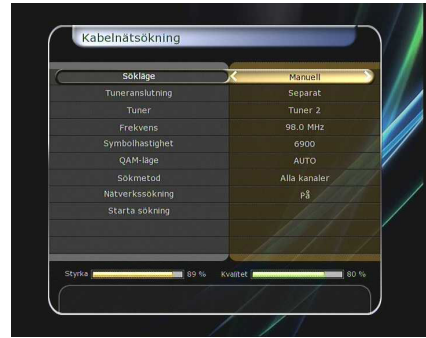 Kabelnätsökning
Sökläge Manuell
Tuneranslutning Separat
Tuner Tuner 2
Frekvens 98.0 MHz
Symbolhastighet 6900
QAM-läge AUTO
Sökmetod Alla kanaler
Nätverkssökning På
Starta sökning
Styrka 89 % Kvalitet 80 %